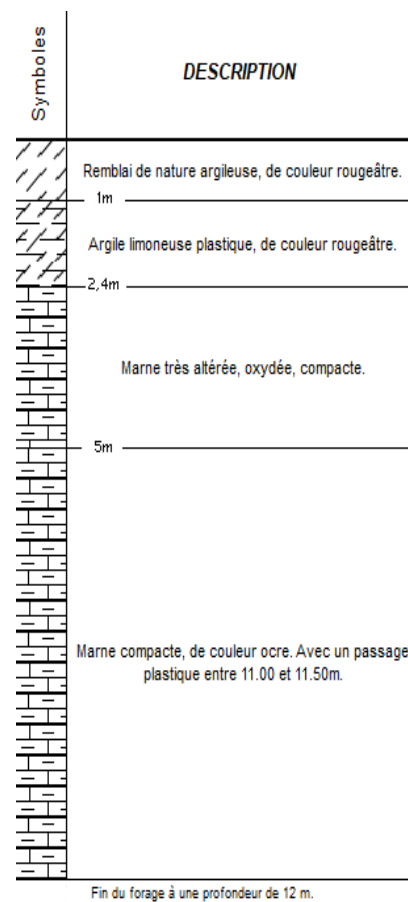 Symboles
DESCRIPTION
Remblai de nature argileuse, de couleur rougeâtre.
1m
Argile limoneuse plastique, de couleur rougeâtre.
2,4m
Marne très altérée, oxydée, compacte.
5m
Marne compacte, de couleur ocre. Avec un passage
plastique entre 11.00 et 11.50m.
Fin du forage à une profondeur de 12 m.